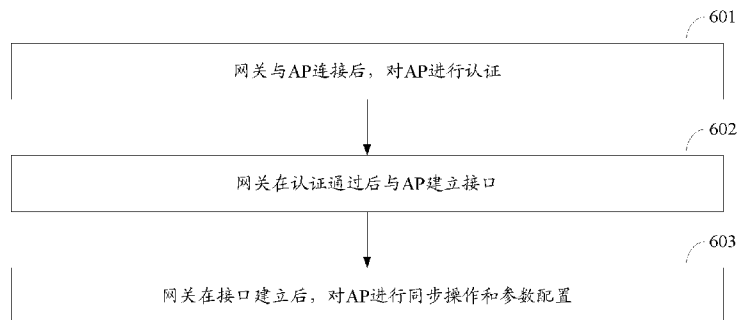 601
网关与AP连接后，对AP进行认证
602
网关在认证通过后与AP建立接口
603
网关在接口建立后，对AP进行同步操作和参数配置